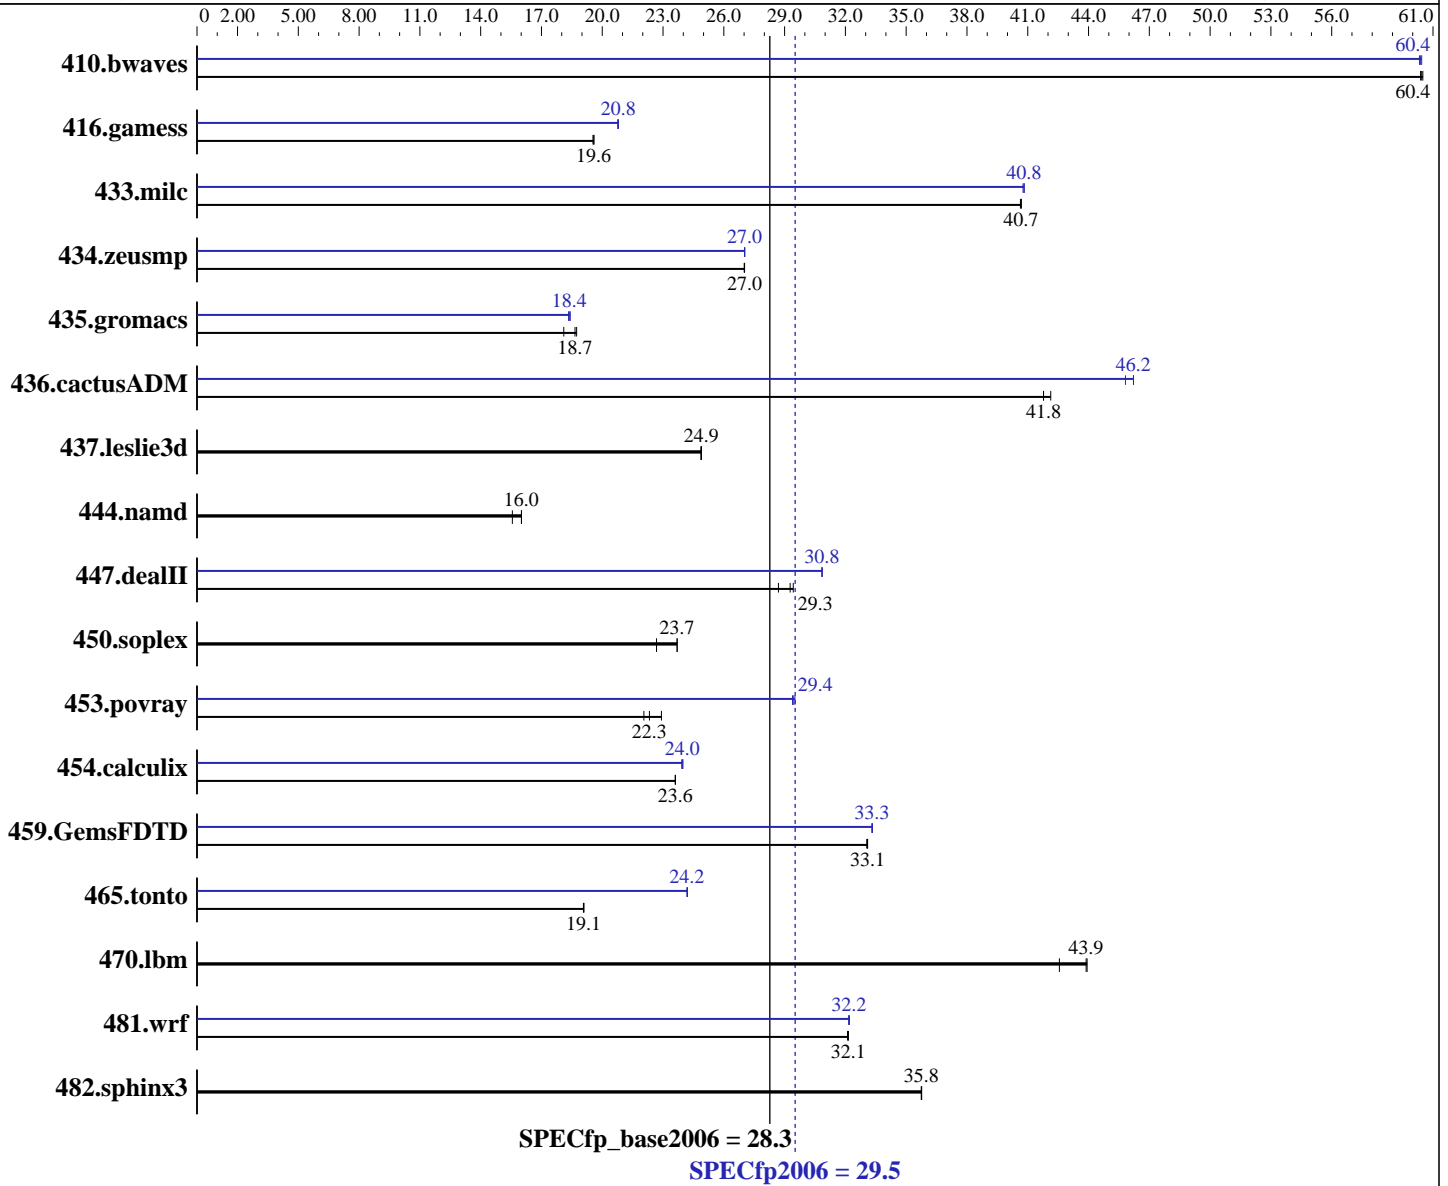 0 2.00 5.00 8.00 11.0 14.0 17.0 20.0 23.0 26.0 29.0 32.0 35.0 38.0 41.0 44.0 47.0 50.0 53.0 56.0 61.0
60.4
410.bwaves
60.4
20.8
416.gamess
19.6
40.8
433.milc
40.7
27.0
434.zeusmp
27.0
18.4
435.gromacs
18.7
46.2
436.cactusADM
41.8
24.9
437.leslie3d
16.0
444.namd
30.8
447.dealII
29.3
23.7
450.soplex
29.4
453.povray
22.3
24.0
454.calculix
23.6
33.3
459.GemsFDTD
33.1
24.2
465.tonto
19.1
43.9
470.lbm
32.2
481.wrf
32.1
35.8
482.sphinx3
SPECfp_base2006 = 28.3
SPECfp2006 = 29.5